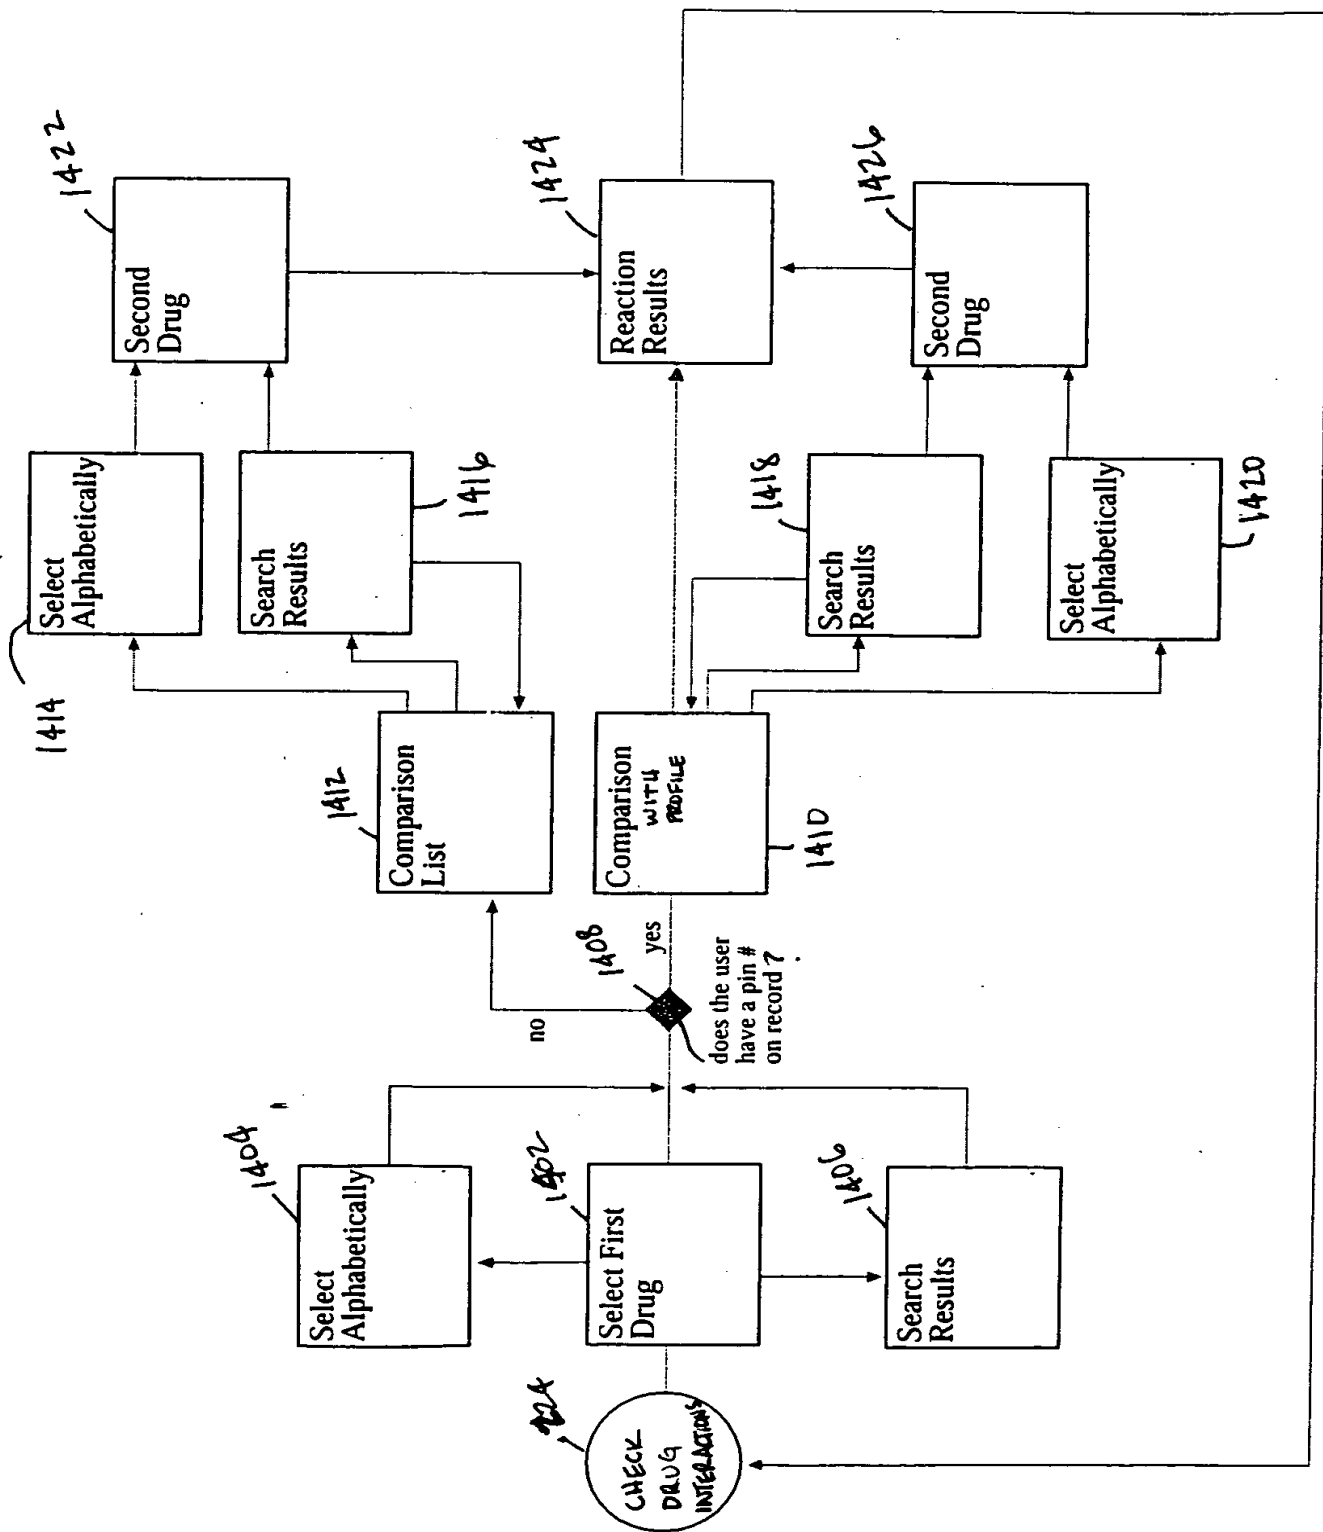 224
CHECK
DRUG
INTERACTIONS
1402
Select First
Drug
1404
Select
Alphabetically
1406
Search
Results
1408
does the user
have a pin #
on record ?
no
yes
1412
Comparison
List
1410
Comparison
WITH
PROFILE
1414
Select
Alphabetically
1416
Search
Results
1418
Search
Results
1420
Select
Alphabetically
1422
Second
Drug
1424
Reaction
Results
1426
Second
Drug